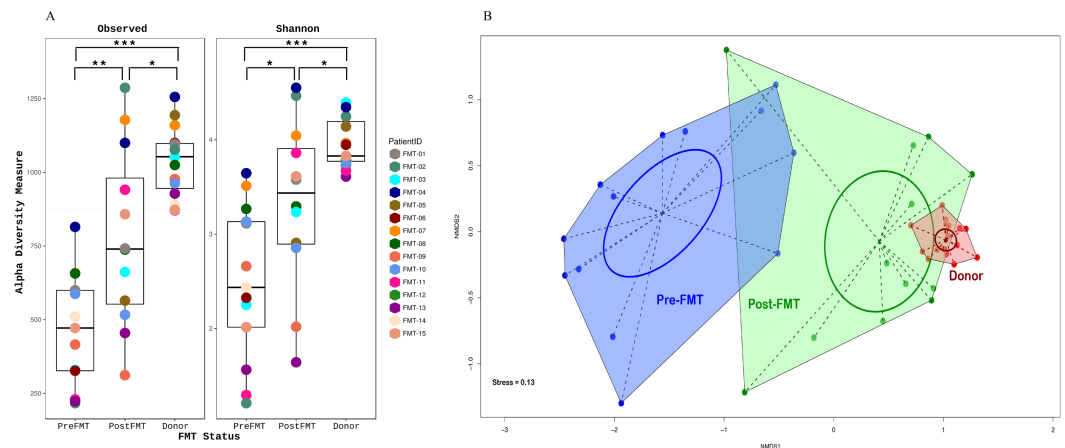 A
Observed
Shannon
***
**
*
***
*
*
Alpha Diversity Measure
1250
1000
750
500
250
4
3
2
PreFMT
PostFMT
Donor
PreFMT
PostFMT
Donor
FMT Status
PatientID
FMT-01
FMT-02
FMT-03
FMT-04
FMT-05
FMT-06
FMT-07
FMT-08
FMT-09
FMT-10
FMT-11
FMT-12
FMT-13
FMT-14
FMT-15
B
NMDS2
1.0
0.5
0.0
−0.5
−1.0
Pre-FMT
Post-FMT
Donor
Stress = 0.13
−3
−2
−1
0
1
2
NMDS1